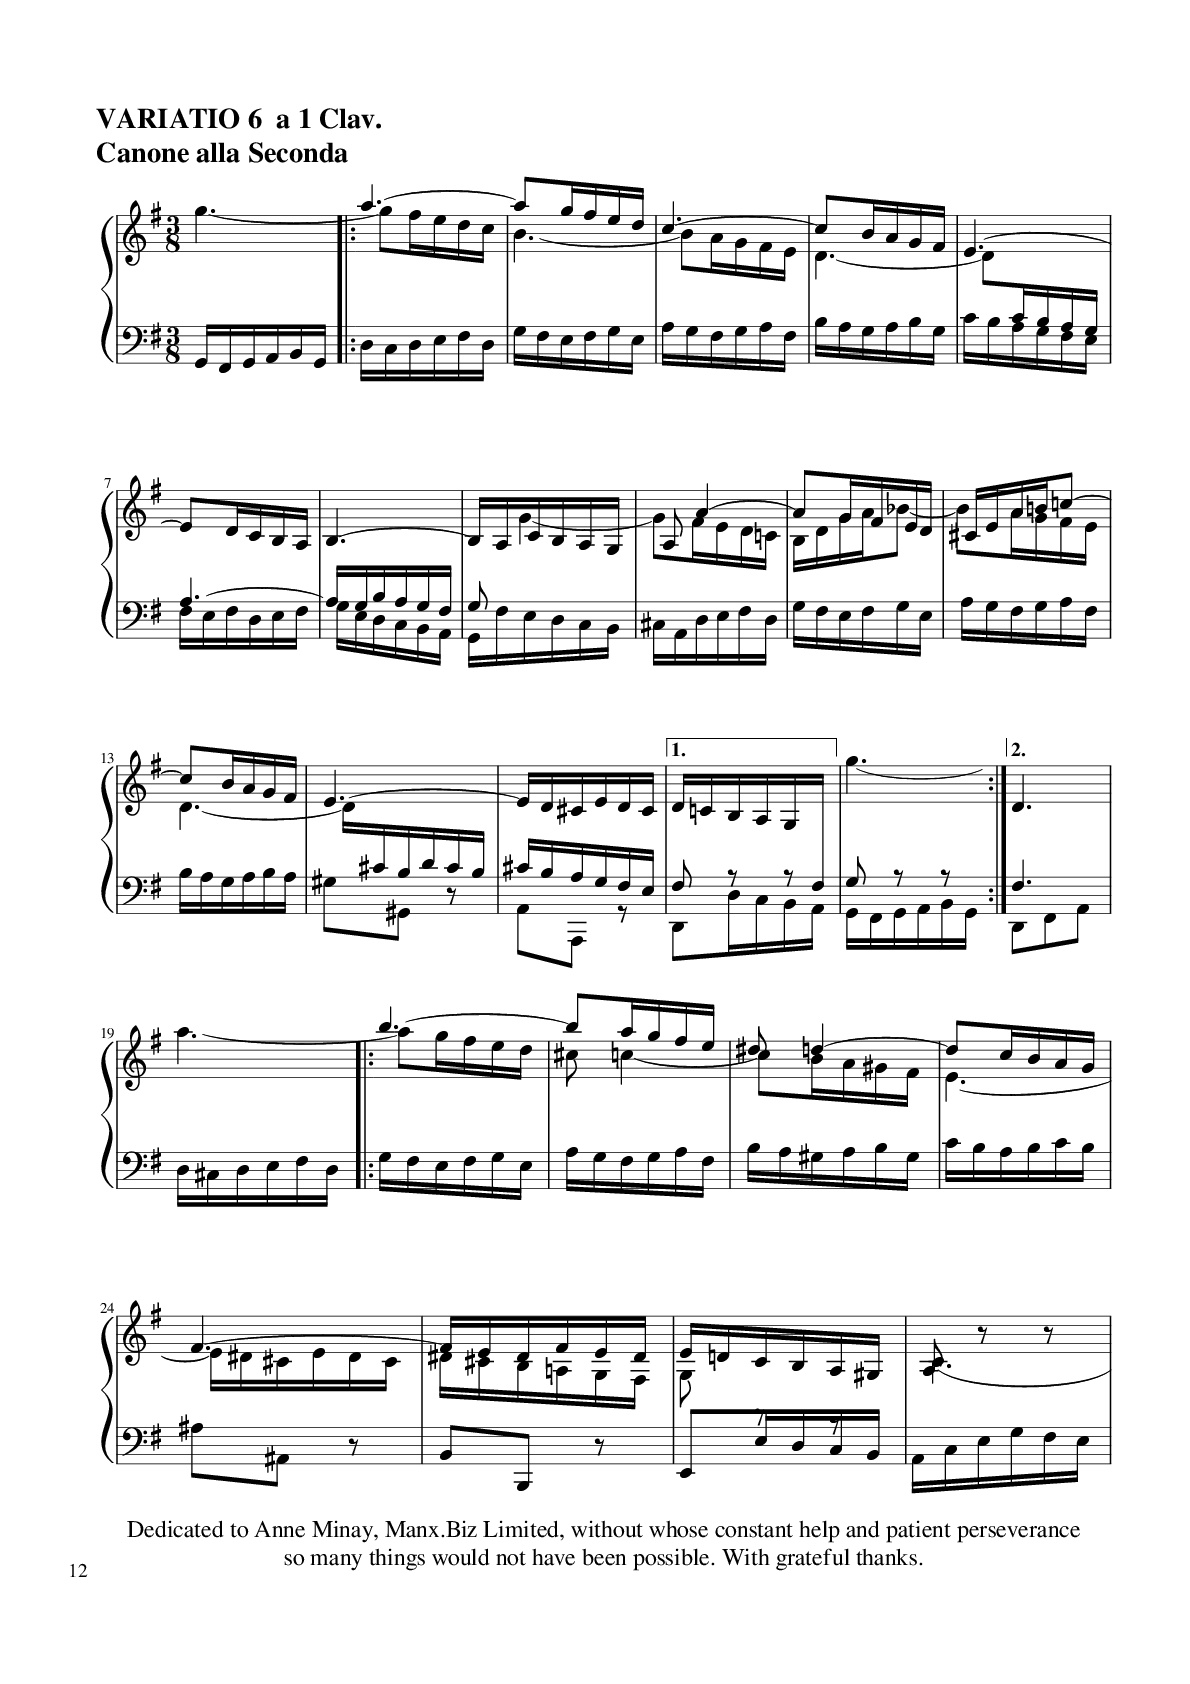 VARIATIO 6  a 1 Clav.
Canone alla Seconda
3
8
3
8
7
13
1.
2.
19
24
Dedicated to Anne Minay, Manx.Biz Limited, without whose constant help and patient perseverance
so many things would not have been possible. With grateful thanks.
12